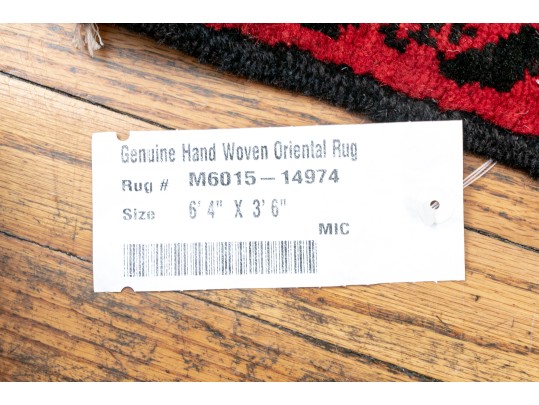 Genuine Hand Woven Oriental Rug
Rug # M6015-14974
Size 6' 4" X 3' 6"
MIC